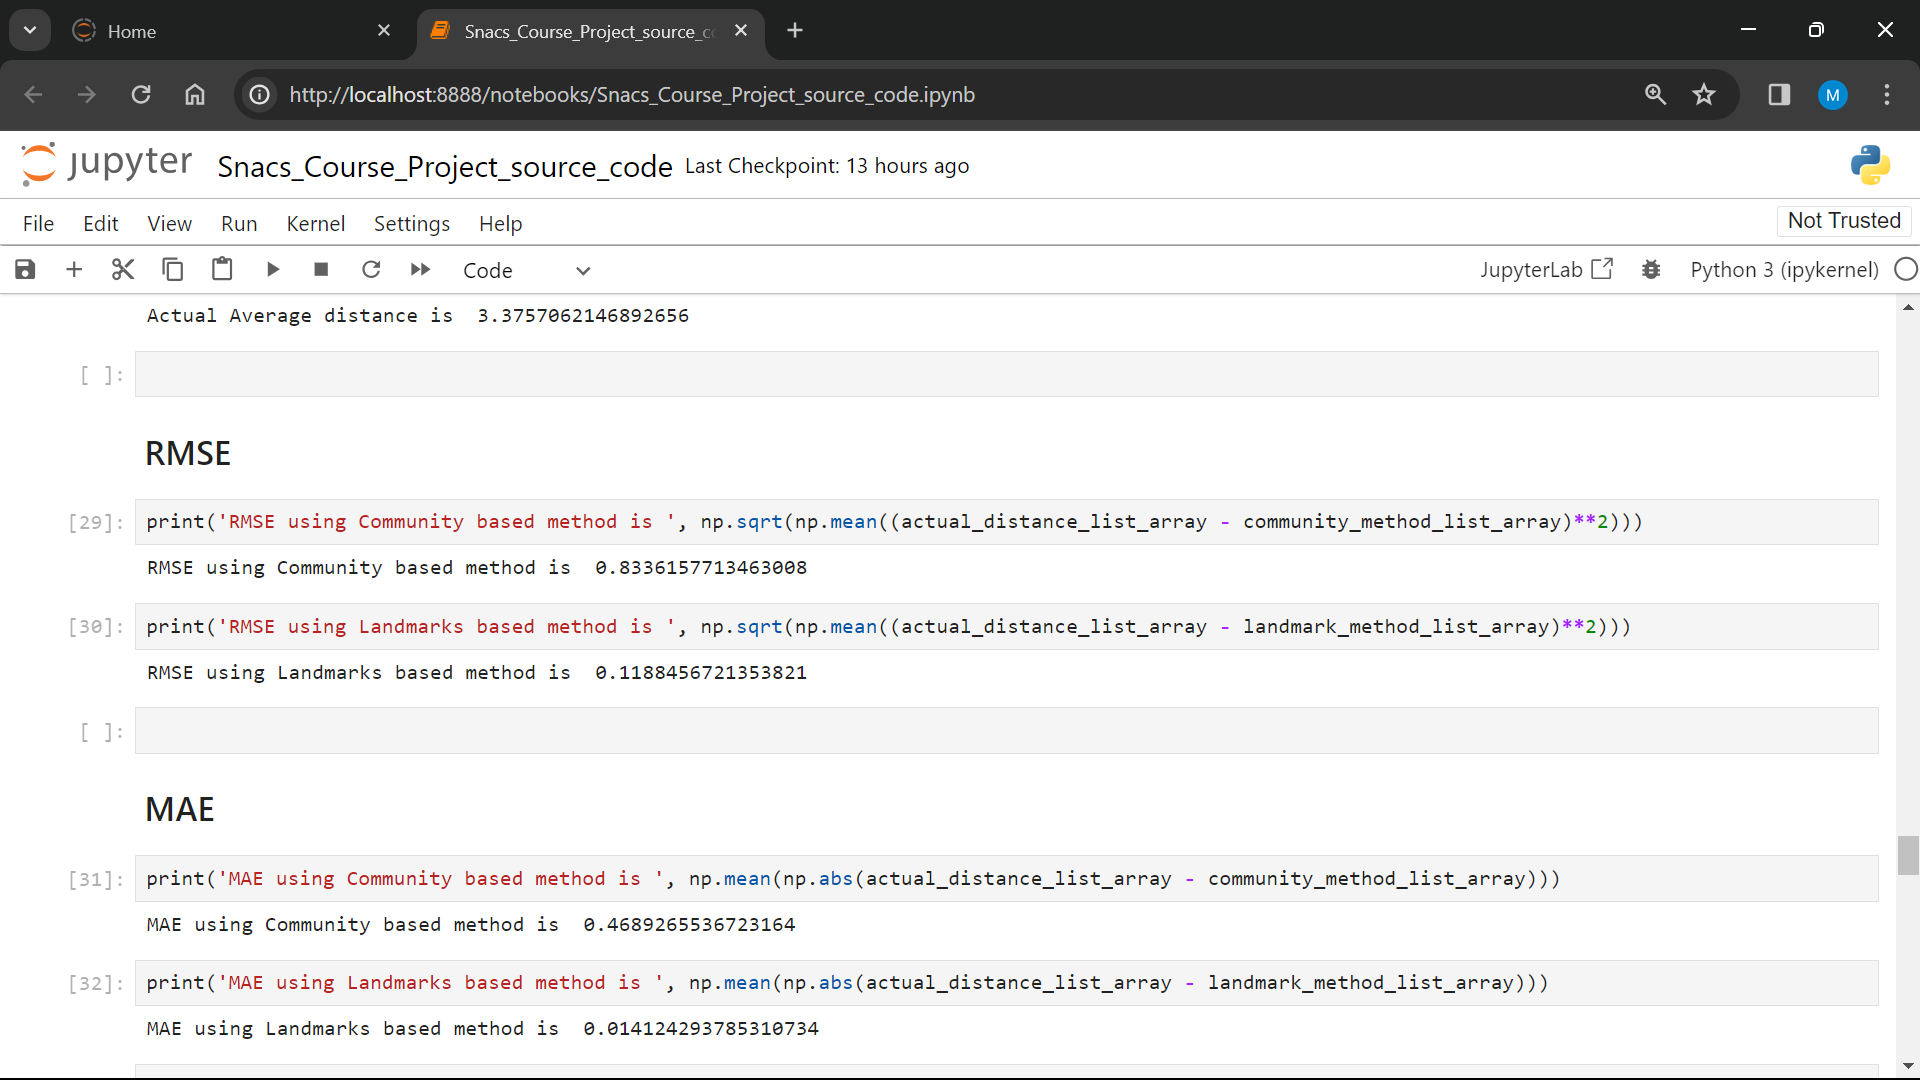 Home
Snacs_Course_Project_source_c
http://localhost:8888/notebooks/Snacs_Course_Project_source_code.ipynb
M
jupyter Snacs_Course_Project_source_code Last Checkpoint: 13 hours ago
File Edit View Run Kernel Settings Help
Not Trusted
Code
JupyterLab
Python 3 (ipykernel)
Actual Average distance is  3.3757062146892656
[ ]:
RMSE
[29]: print('RMSE using Community based method is ', np.sqrt(np.mean((actual_distance_list_array - community_method_list_array)**2)))
RMSE using Community based method is  0.8336157713463008
[30]: print('RMSE using Landmarks based method is ', np.sqrt(np.mean((actual_distance_list_array - landmark_method_list_array)**2)))
RMSE using Landmarks based method is  0.1188456721353821
[ ]:
MAE
[31]: print('MAE using Community based method is ', np.mean(np.abs(actual_distance_list_array - community_method_list_array)))
MAE using Community based method is  0.4689265536723164
[32]: print('MAE using Landmarks based method is ', np.mean(np.abs(actual_distance_list_array - landmark_method_list_array)))
MAE using Landmarks based method is  0.014124293785310734